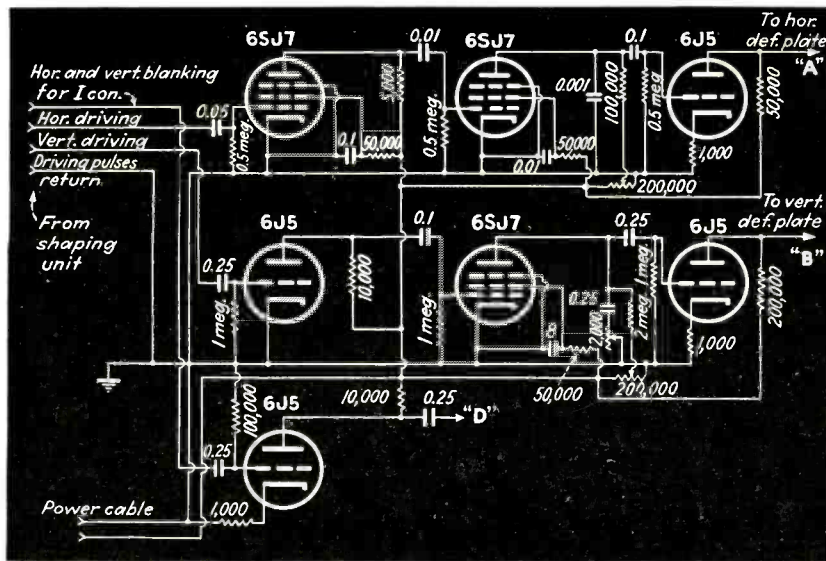 6SJ7
0.01
6SJ7
0.1
6J5
To hor.
def. plate
"A"
Hor. and vert. blanking
for I con.
Hor. driving
Vert. driving
Driving pulses
return
From
shaping
unit
0.05
0.5 meg.
0.1
50,000
0.5 meg.
0.01
50,000
0.001
100,000
0.5 meg.
1,000
50,000
200,000
6J5
0.1
6SJ7
0.25
6J5
To vert.
def. plate
"B"
0.25
1 meg.
10,000
1 meg.
8
50,000
0.25
2,000
2 meg.
1 meg.
1,000
200,000
200,000
100,000
6J5
10,000
0.25
"D"
0.25
Power cable
1,000